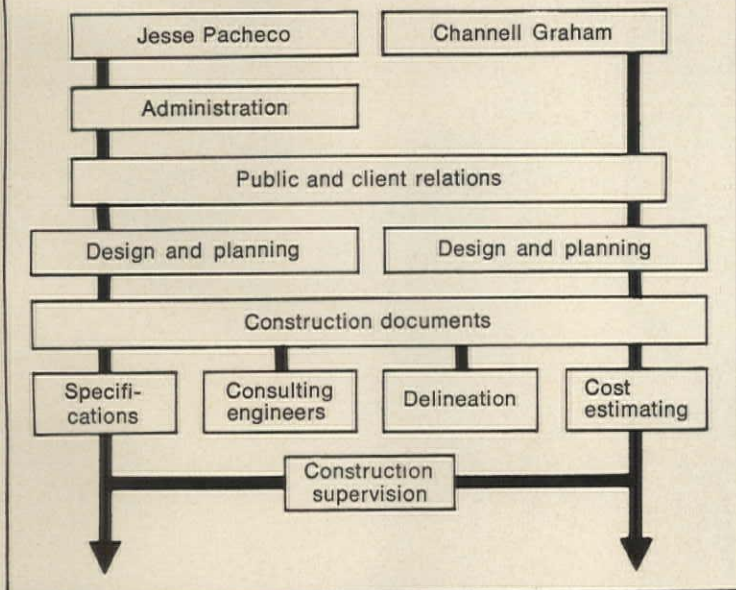 Jesse Pacheco
Channell Graham
Administration
Public and client relations
Design and planning
Design and planning
Construction documents
Specifi-
cations
Consulting
engineers
Delineation
Cost
estimating
Construction
supervision